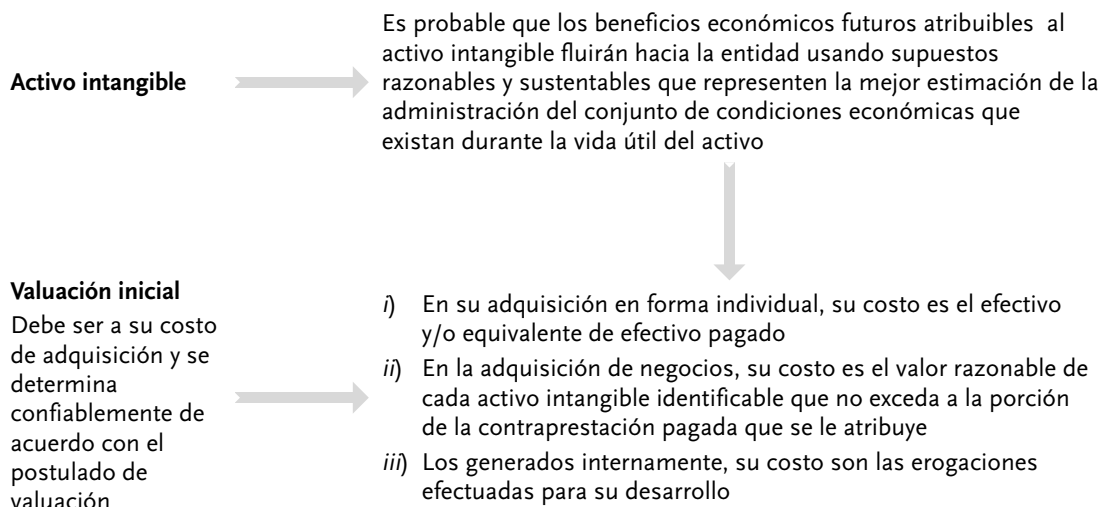 Activo intangible
Es probable que los beneficios económicos futuros atribuibles al
activo intangible fluirán hacia la entidad usando supuestos
razonables y sustentables que representen la mejor estimación de la
administración del conjunto de condiciones económicas que
existan durante la vida útil del activo
Valuación inicial
Debe ser a su costo
de adquisición y se
determina
confiablemente de
acuerdo con el
postulado de
valuación
i) En su adquisición en forma individual, su costo es el efectivo
y/o equivalente de efectivo pagado
ii) En la adquisición de negocios, su costo es el valor razonable de
cada activo intangible identificable que no exceda a la porción
de la contraprestación pagada que se le atribuye
iii) Los generados internamente, su costo son las erogaciones
efectuadas para su desarrollo